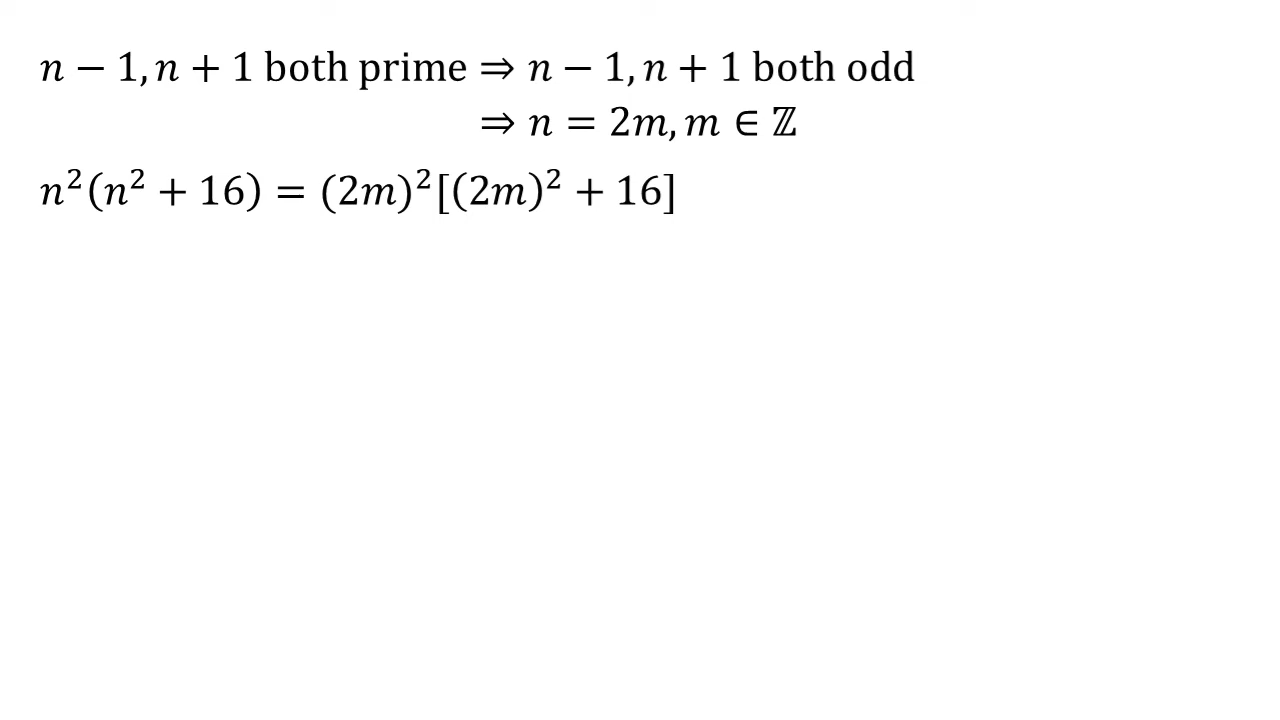 n − 1, n + 1 both prime ⇒ n − 1, n + 1 both odd
⇒ n = 2m, m ∈ ℤ
n²(n² + 16) = (2m)²[(2m)² + 16]